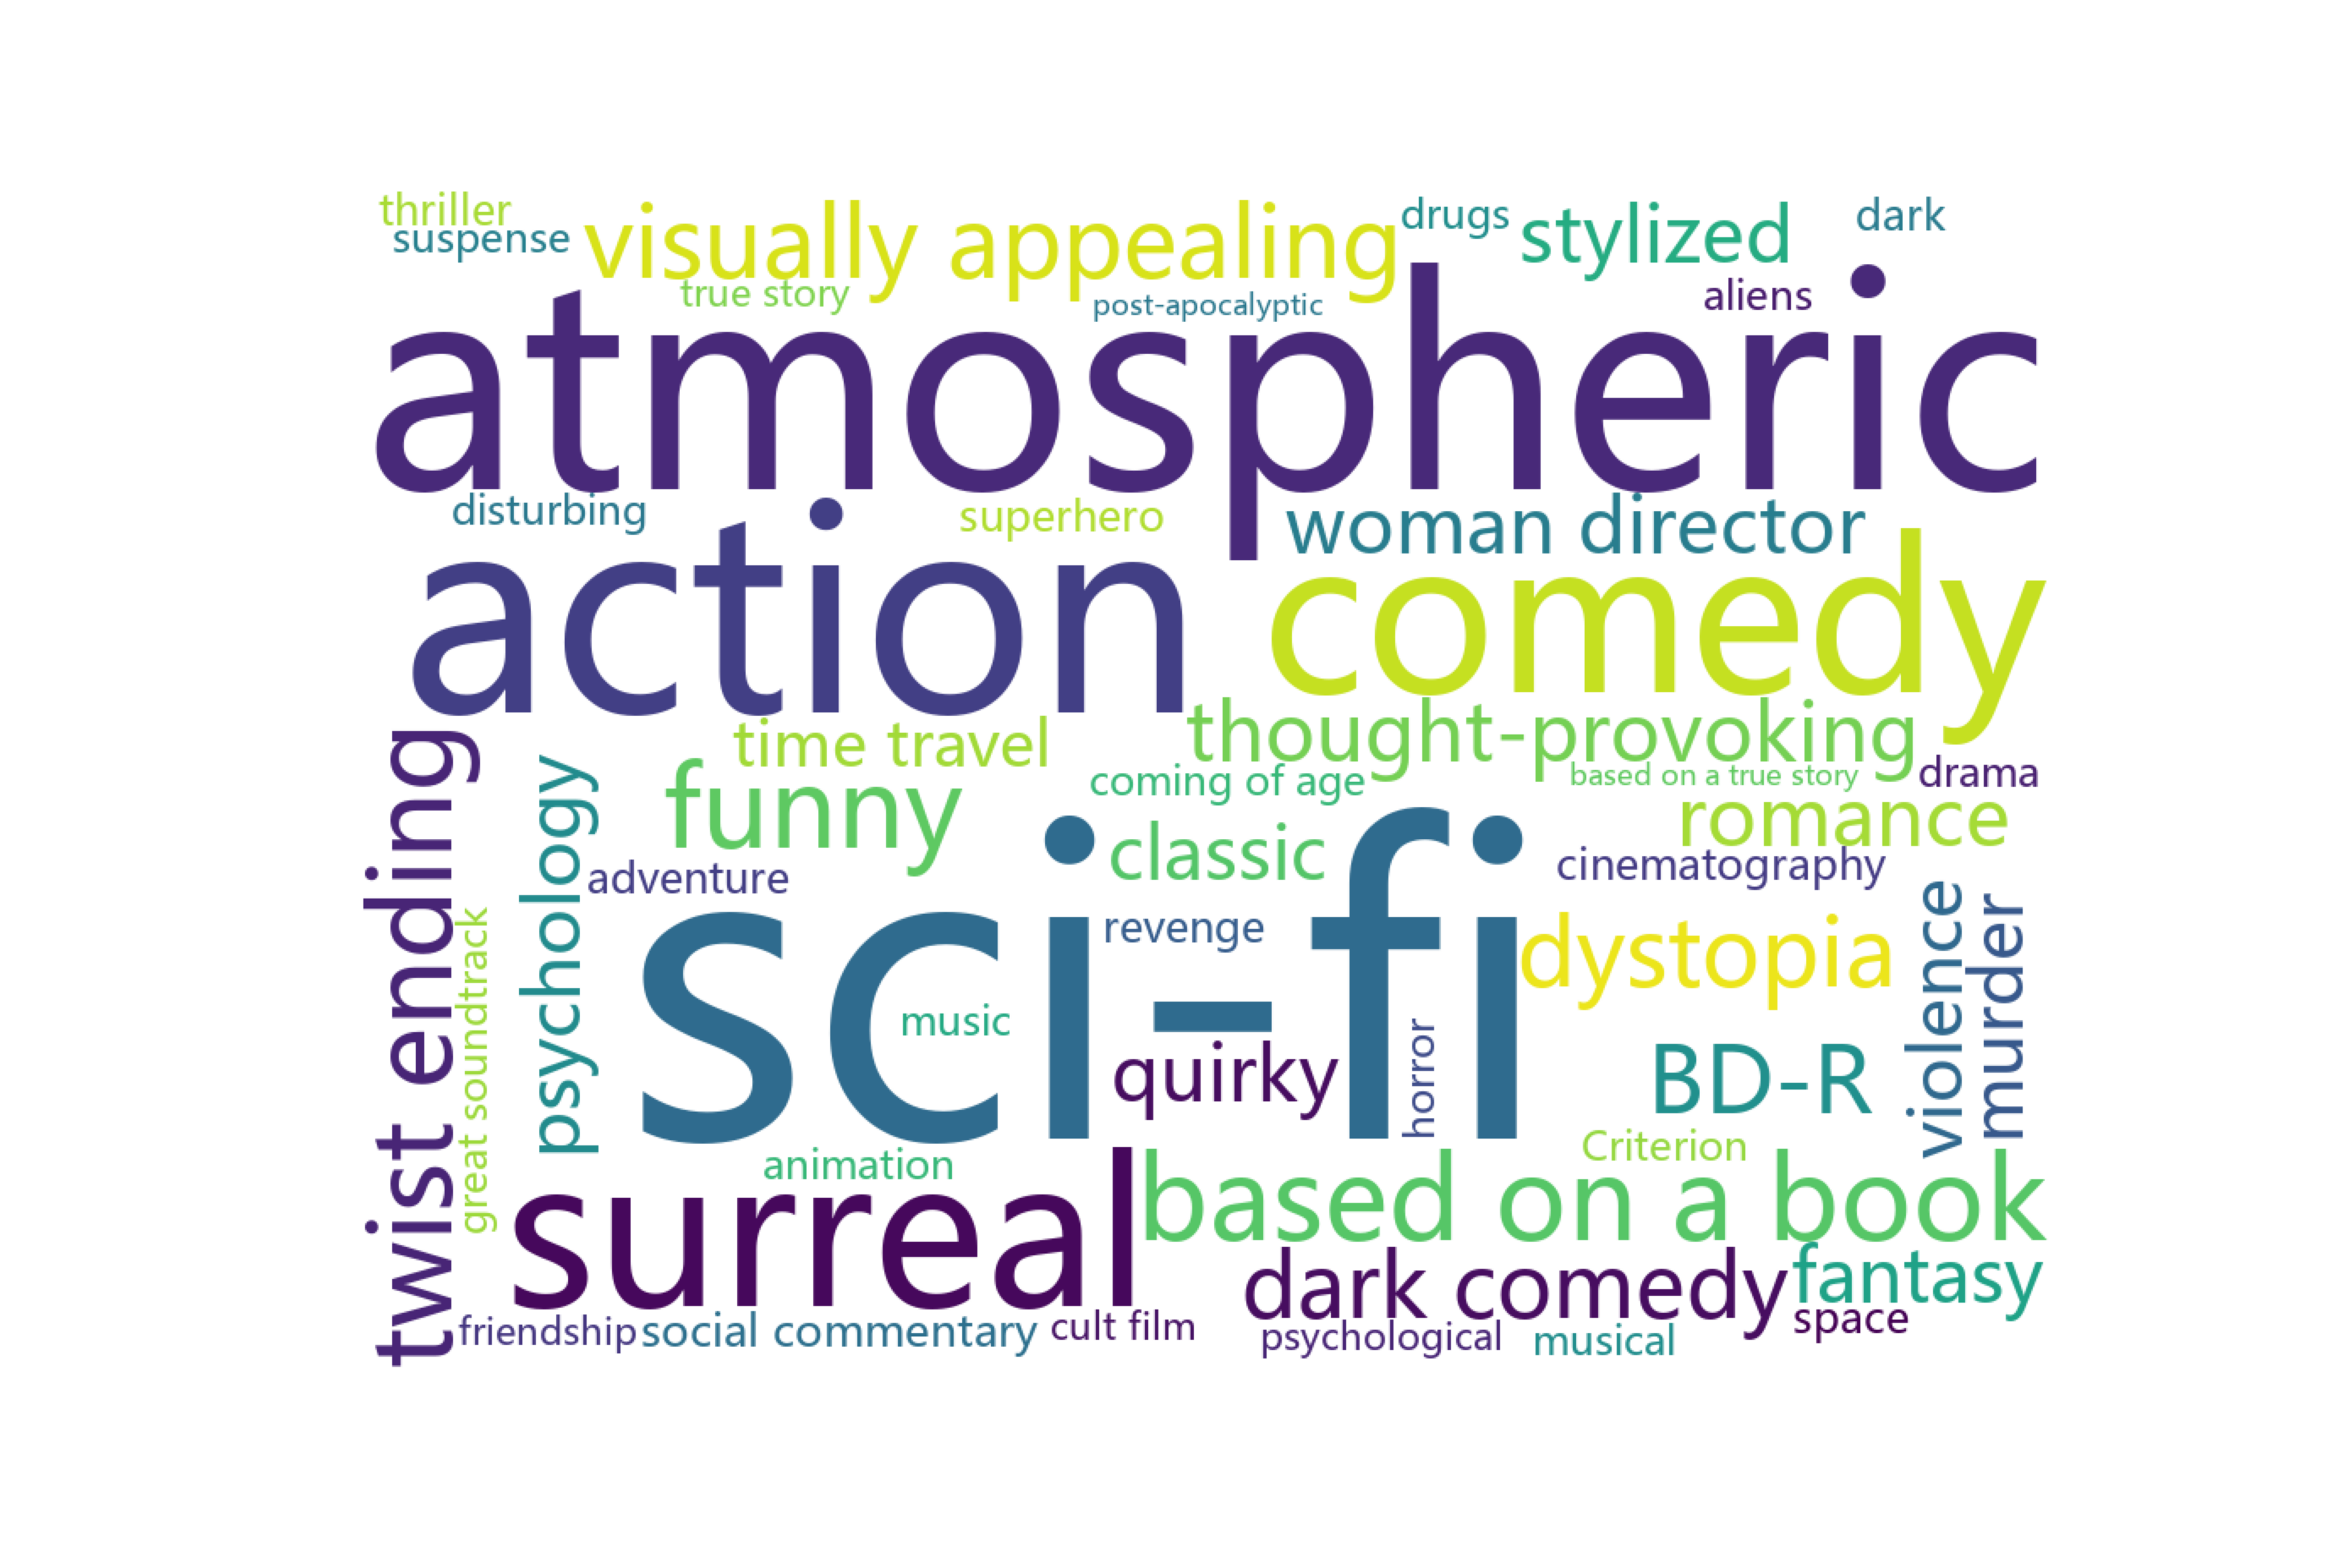 thriller
suspense
visually appealing
drugs
stylized
dark
true story
post-apocalyptic
aliens
atmospheric
disturbing
superhero
woman director
action
comedy
time travel
thought-provoking
coming of age
based on a true story
drama
funny
classic
romance
adventure
cinematography
twist ending
great soundtrack
psychology
sci-fi
revenge
dystopia
violence
murder
music
quirky
horror
BD-R
Criterion
animation
surreal
based on a book
dark comedy
fantasy
space
friendship
social commentary
cult film
psychological
musical